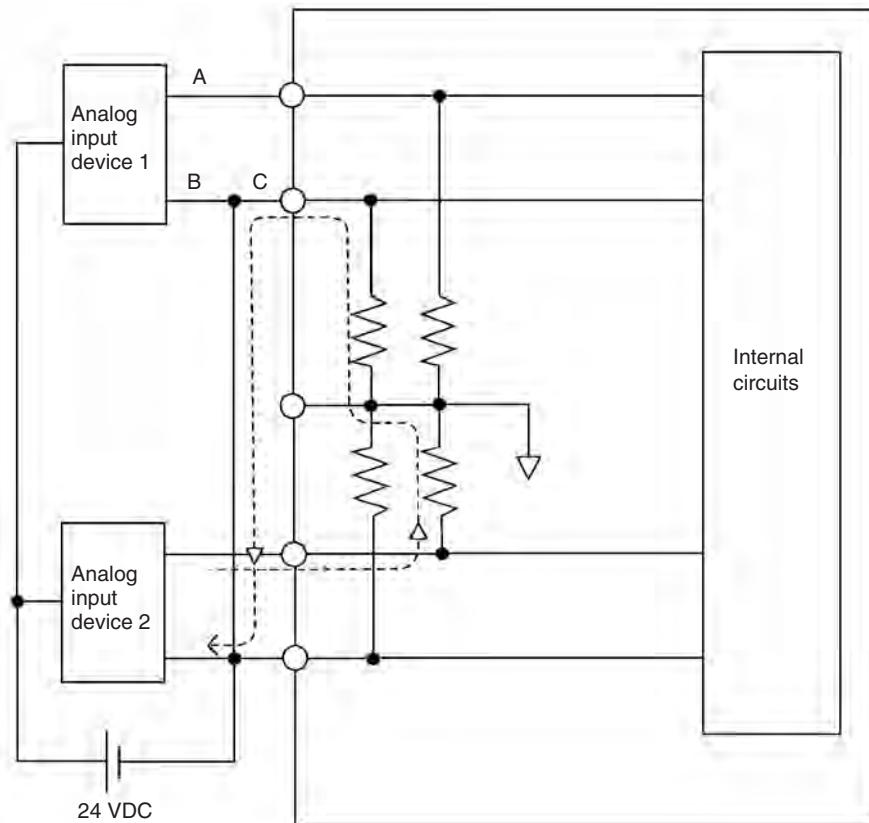 A
Analog
input
device 1
B
C
Internal
circuits
Analog
input
device 2
24 VDC